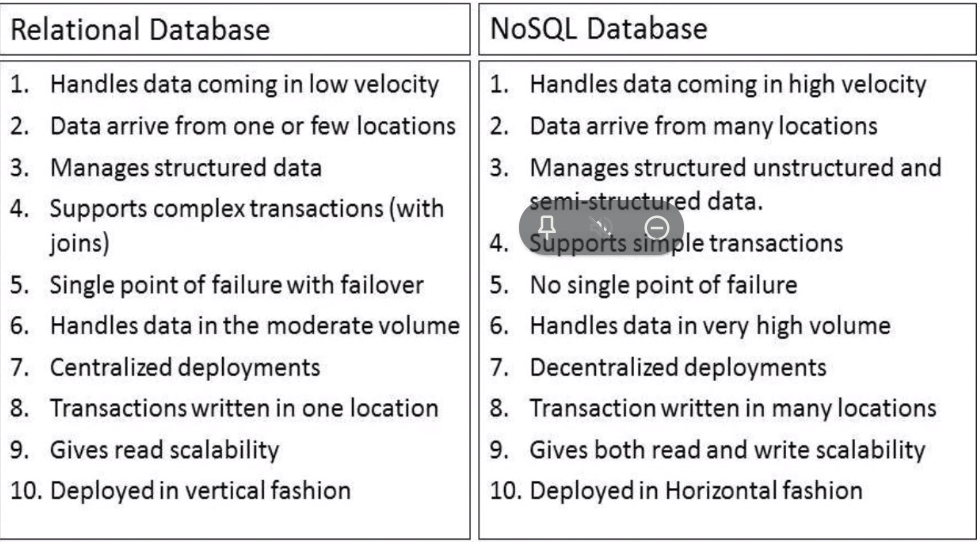 Relational Database
1. Handles data coming in low velocity
2. Data arrive from one or few locations
3. Manages structured data
4. Supports complex transactions (with
joins)
5. Single point of failure with failover
6. Handles data in the moderate volume
7. Centralized deployments
8. Transactions written in one location
9. Gives read scalability
10. Deployed in vertical fashion
NoSQL Database
1. Handles data coming in high velocity
2. Data arrive from many locations
3. Manages structured unstructured and
semi-structured data.
4. Supports simple transactions
5. No single point of failure
6. Handles data in very high volume
7. Decentralized deployments
8. Transaction written in many locations
9. Gives both read and write scalability
10. Deployed in Horizontal fashion